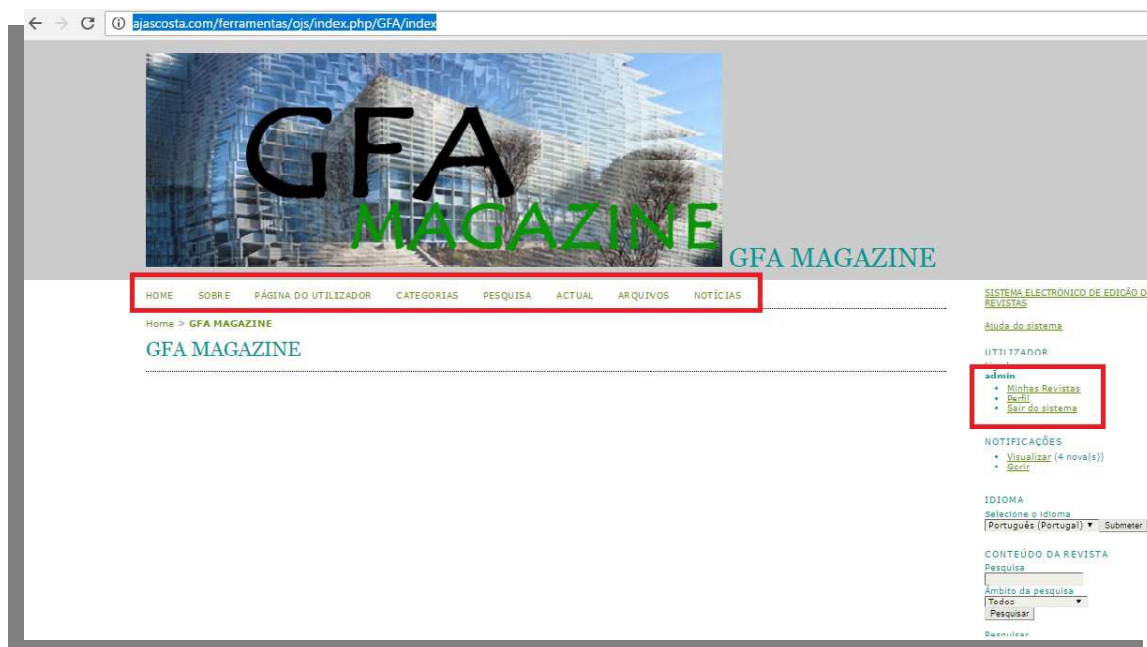 ajascosta.com/ferramentas/ojs/index.php/GFA/index
GFA
MAGAZINE
GFA MAGAZINE
HOME SOBRE PÁGINA DO UTILIZADOR CATEGORIAS PESQUISA ACTUAL ARQUIVOS NOTÍCIAS
Home > GFA MAGAZINE
GFA MAGAZINE
SISTEMA ELECTRÓNICO DE EDIÇÃO D
REVISTAS
Ajuda do sistema
UTILIZADOR
admin
Minhas Revistas
Perfil
Sair do sistema
NOTIFICAÇÕES
Visualizar (4 nova(s))
Gerir
IDIOMA
Selecione o idioma
Português (Portugal) Submeter
CONTEÚDO DA REVISTA
Pesquisa
Âmbito da pesquisa
Todos
Pesquisar
Pesquisar